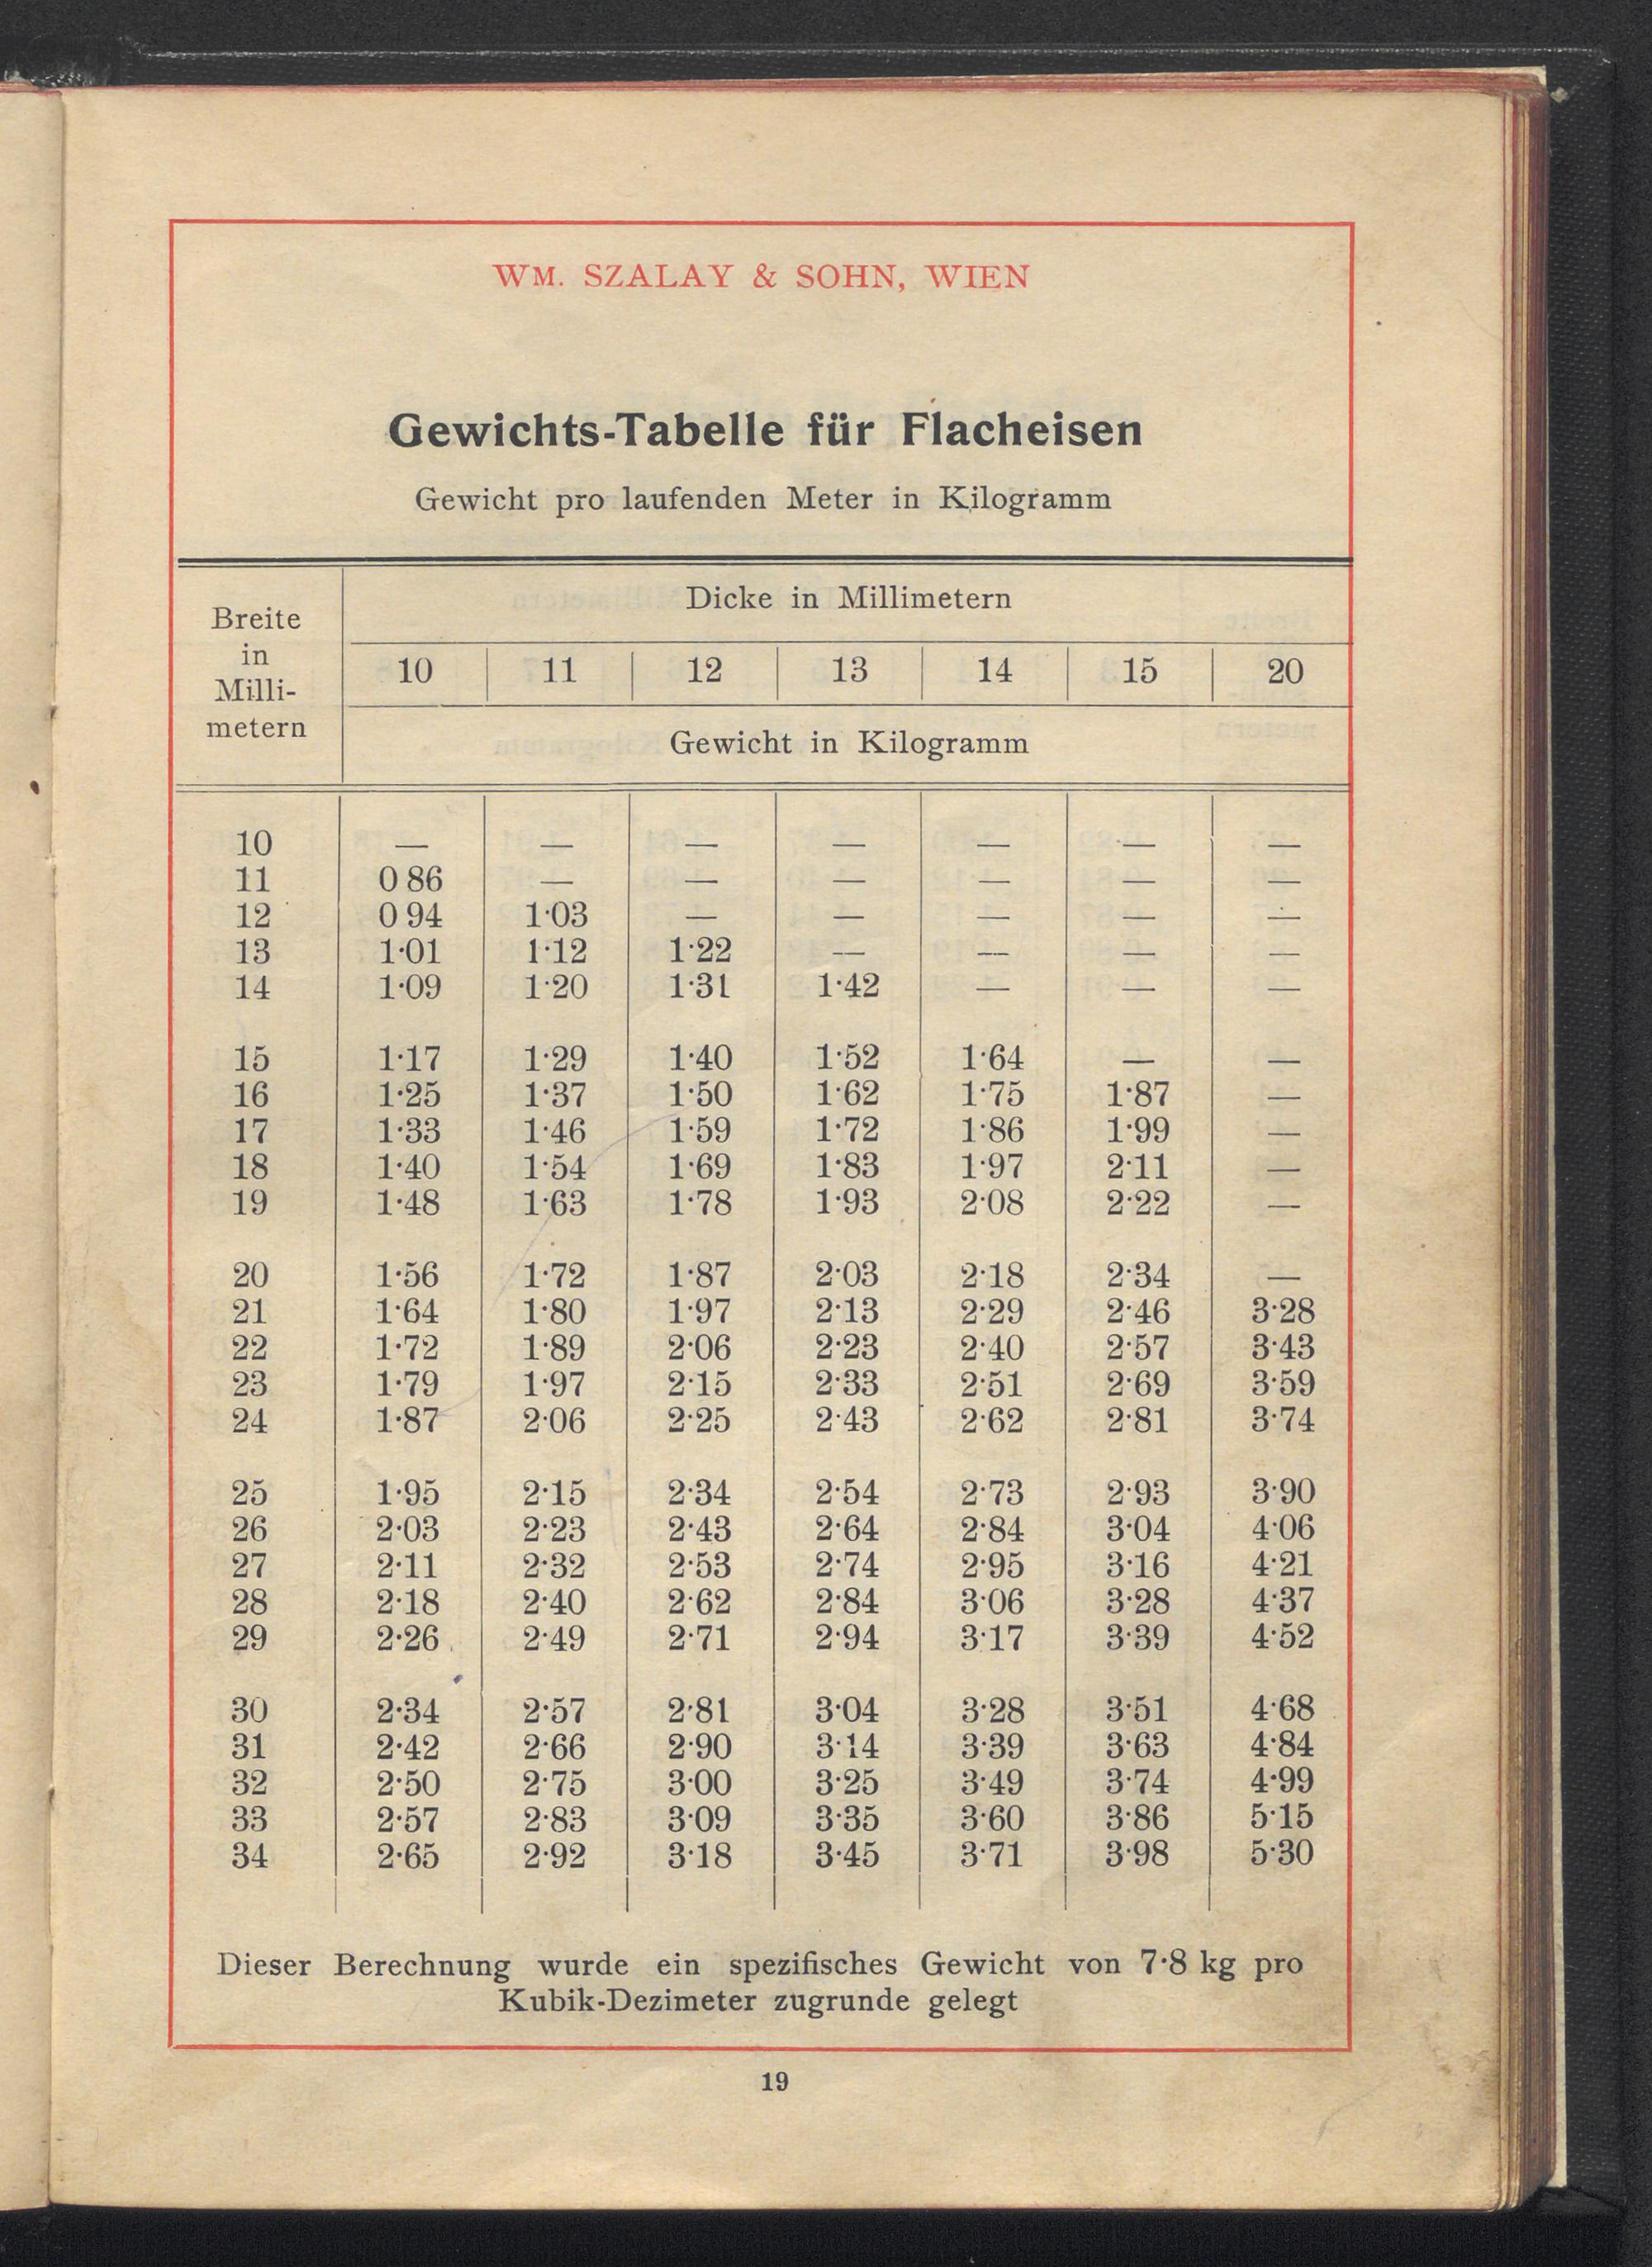 WM. SZALAY & SOHN, WIEN
Gewichts-Tabelle für Flacheisen
Gewicht pro laufenden Meter in Kilogramm
Breite
in
Milli-
metern
Dicke in Millimetern
10 11 12 13 14 15 20
Gewicht in Kilogramm
10 — — — — — — —
11 0 86 — — — — — —
12 0 94 1·03 — — — — —
13 1·01 1·12 1·22 — — — —
14 1·09 1·20 1·31 1·42 — — —
15 1·17 1·29 1·40 1·52 1·64 — —
16 1·25 1·37 1·50 1·62 1·75 1·87 —
17 1·33 1·46 1·59 1·72 1·86 1·99 —
18 1·40 1·54 1·69 1·83 1·97 2·11 —
19 1·48 1·63 1·78 1·93 2·08 2·22 —
20 1·56 1·72 1·87 2·03 2·18 2·34 —
21 1·64 1·80 1·97 2·13 2·29 2·46 3·28
22 1·72 1·89 2·06 2·23 2·40 2·57 3·43
23 1·79 1·97 2·15 2·33 2·51 2·69 3·59
24 1·87 2·06 2·25 2·43 2·62 2·81 3·74
25 1·95 2·15 2·34 2·54 2·73 2·93 3·90
26 2·03 2·23 2·43 2·64 2·84 3·04 4·06
27 2·11 2·32 2·53 2·74 2·95 3·16 4·21
28 2·18 2·40 2·62 2·84 3·06 3·28 4·37
29 2·26 2·49 2·71 2·94 3·17 3·39 4·52
30 2·34 2·57 2·81 3·04 3·28 3·51 4·68
31 2·42 2·66 2·90 3·14 3·39 3·63 4·84
32 2·50 2·75 3·00 3·25 3·49 3·74 4·99
33 2·57 2·83 3·09 3·35 3·60 3·86 5·15
34 2·65 2·92 3·18 3·45 3·71 3·98 5·30
Dieser Berechnung wurde ein spezifisches Gewicht von 7·8 kg pro
Kubik-Dezimeter zugrunde gelegt
19